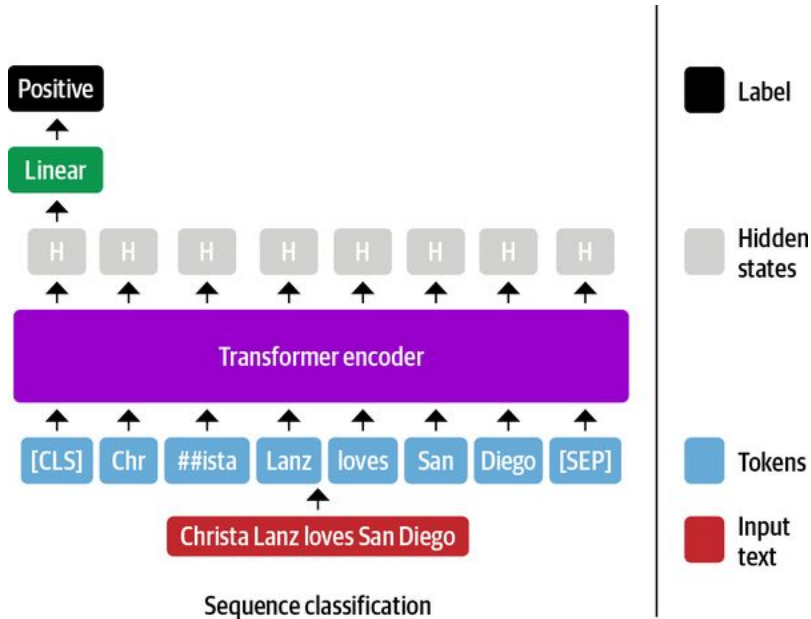 Positive
Label
Linear
H H H H H H H H
Hidden
states
Transformer encoder
[CLS] Chr ##ista Lanz loves San Diego [SEP]
Tokens
Christa Lanz loves San Diego
Input
text
Sequence classification